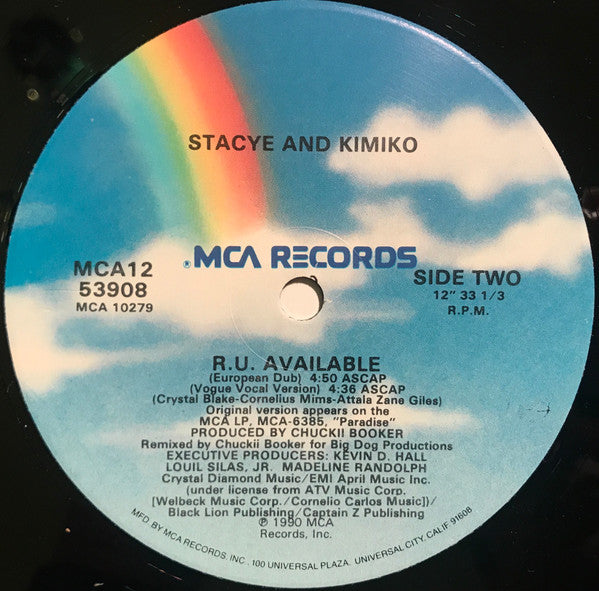 STACYE AND KIMIKO
®MCA RECORDS
MCA12
53908
MCA 10279
SIDE TWO
12" 33 1/3
R.P.M.
R.U. AVAILABLE
(European Dub) 4:50 ASCAP
(Vogue Vocal Version) 4:36 ASCAP
(Crystal Blake-Cornelius Mims-Attala Zane Giles)
Original version appears on the
MCA LP, MCA-6385, "Paradise"
PRODUCED BY CHUCKII BOOKER
Remixed by Chuckii Booker for Big Dog Productions
EXECUTIVE PRODUCERS: KEVIN D. HALL
LOUIL SILAS, JR. MADELINE RANDOLPH
Crystal Diamond Music/EMI April Music Inc.
(under license from ATV Music Corp.
[Welbeck Music Corp./Cornelio Carlos Music])/
Black Lion Publishing/Captain Z Publishing
℗ 1990 MCA
Records, Inc.
MFD. BY MCA RECORDS, INC. 100 UNIVERSAL PLAZA, UNIVERSAL CITY, CALIF 91608